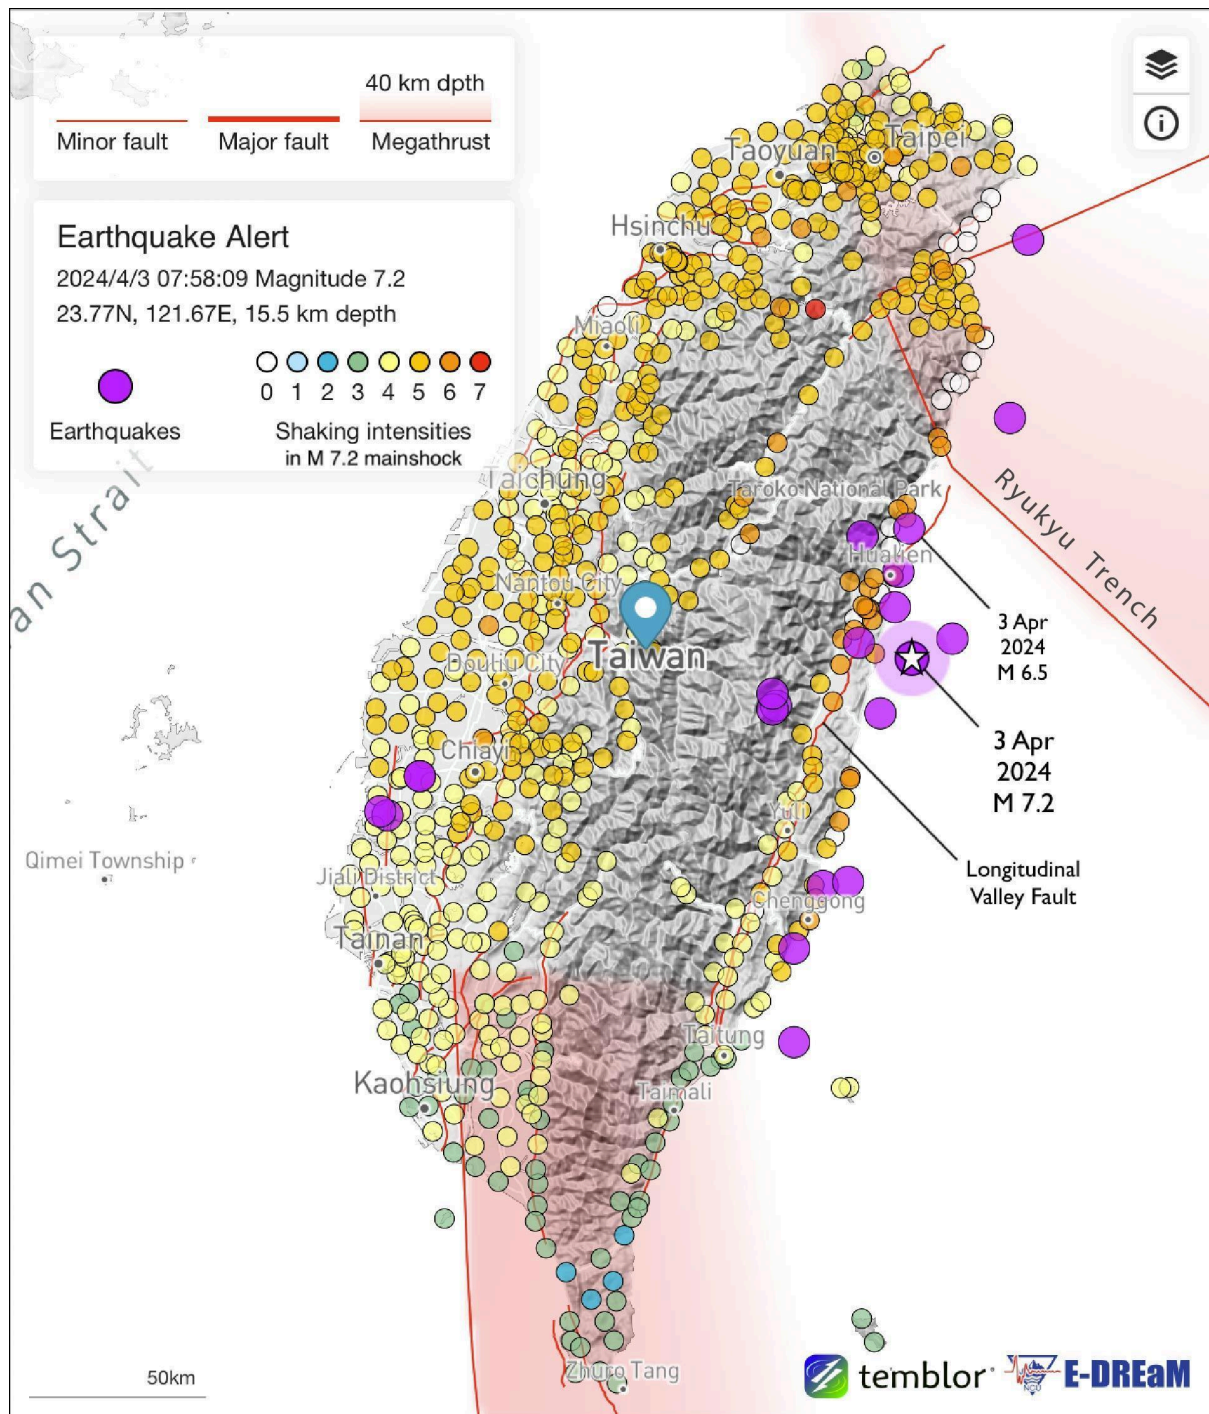 40 km dpth
Minor fault
Major fault
Megathrust
Earthquake Alert
2024/4/3 07:58:09 Magnitude 7.2
23.77N, 121.67E, 15.5 km depth
0 1 2 3 4 5 6 7
Earthquakes
Shaking intensities
in M 7.2 mainshock
i
Taipei
Taoyuan
Hsinchu
Miaoli
Taichung
Taroko National Park
Ryukyu Trench
an Strait
Hualien
Nantou City
3 Apr
2024
M 6.5
Taiwan
Douliu City
3 Apr
2024
M 7.2
Chiayi
Yuli
Qimei Township
Longitudinal
Valley Fault
Jiali District
Chenggong
Tainan
Taitung
Kaohsiung
Taimali
Zhuro Tang
50km
temblor
NCU
E-DREaM